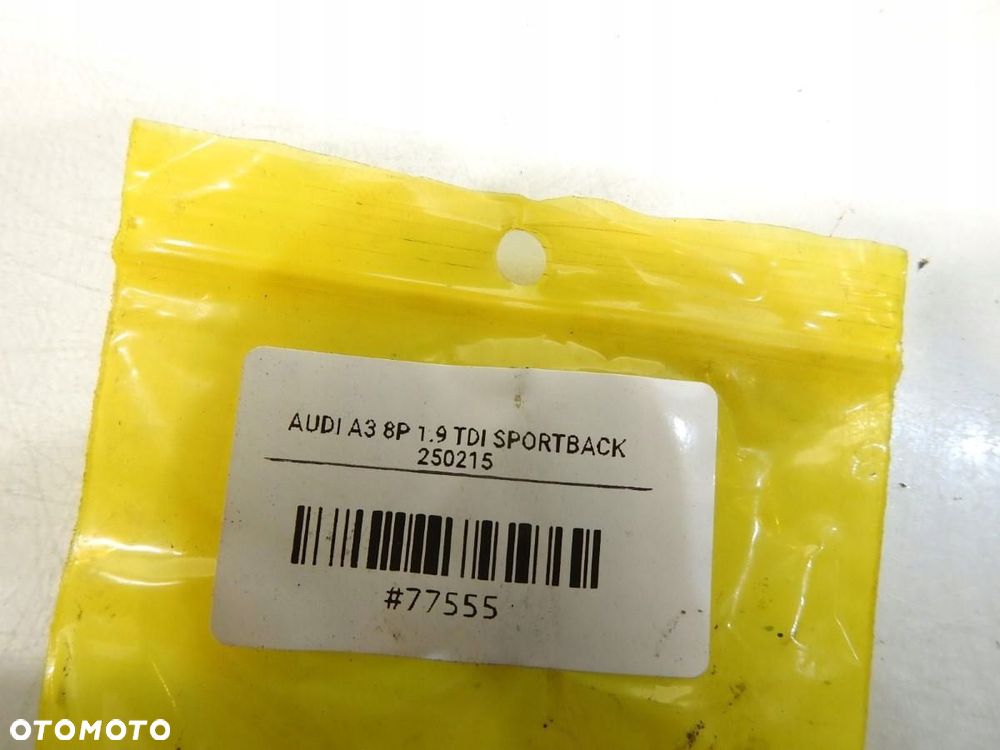 AUDI A3 8P 1.9 TDI SPORTBACK
250215
#77555
OTOMOTO